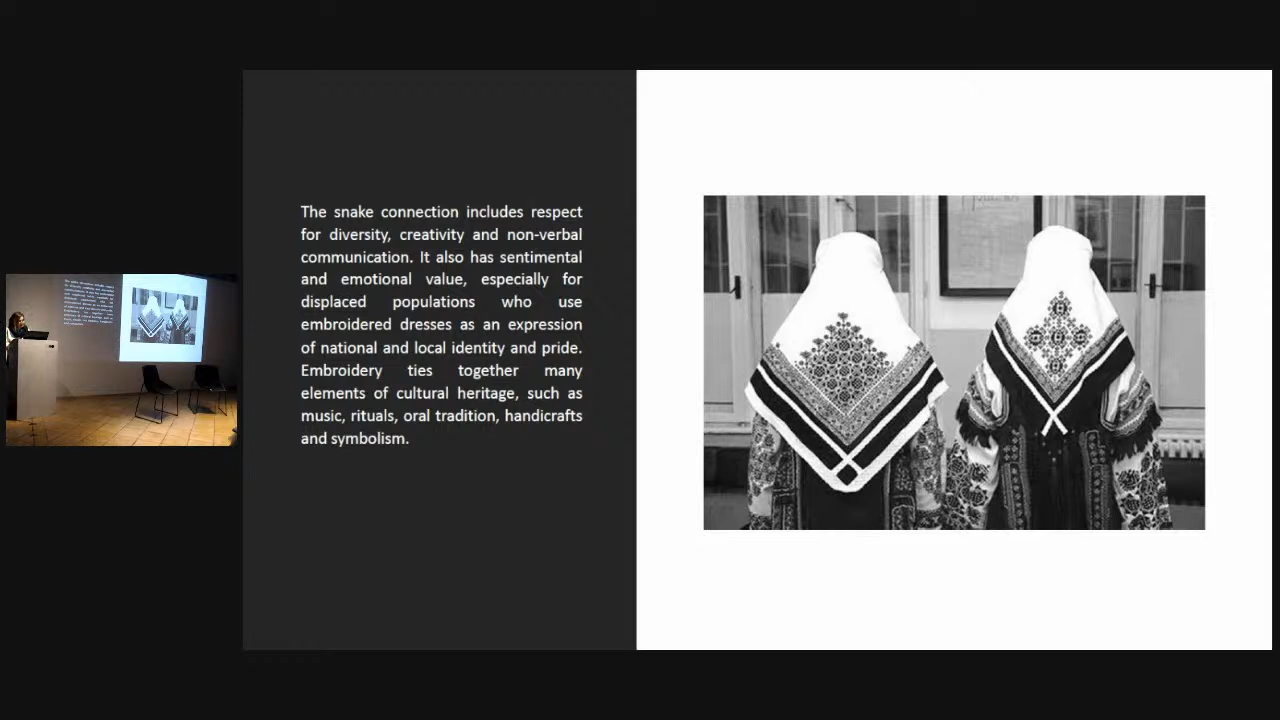 The snake connection includes respect
for diversity, creativity and non-verbal
communication. It also has sentimental
and emotional value, especially for
displaced populations who use
embroidered dresses as an expression
of national and local identity and pride.
Embroidery ties together many
elements of cultural heritage, such as
music, rituals, oral tradition, handicrafts
and symbolism.